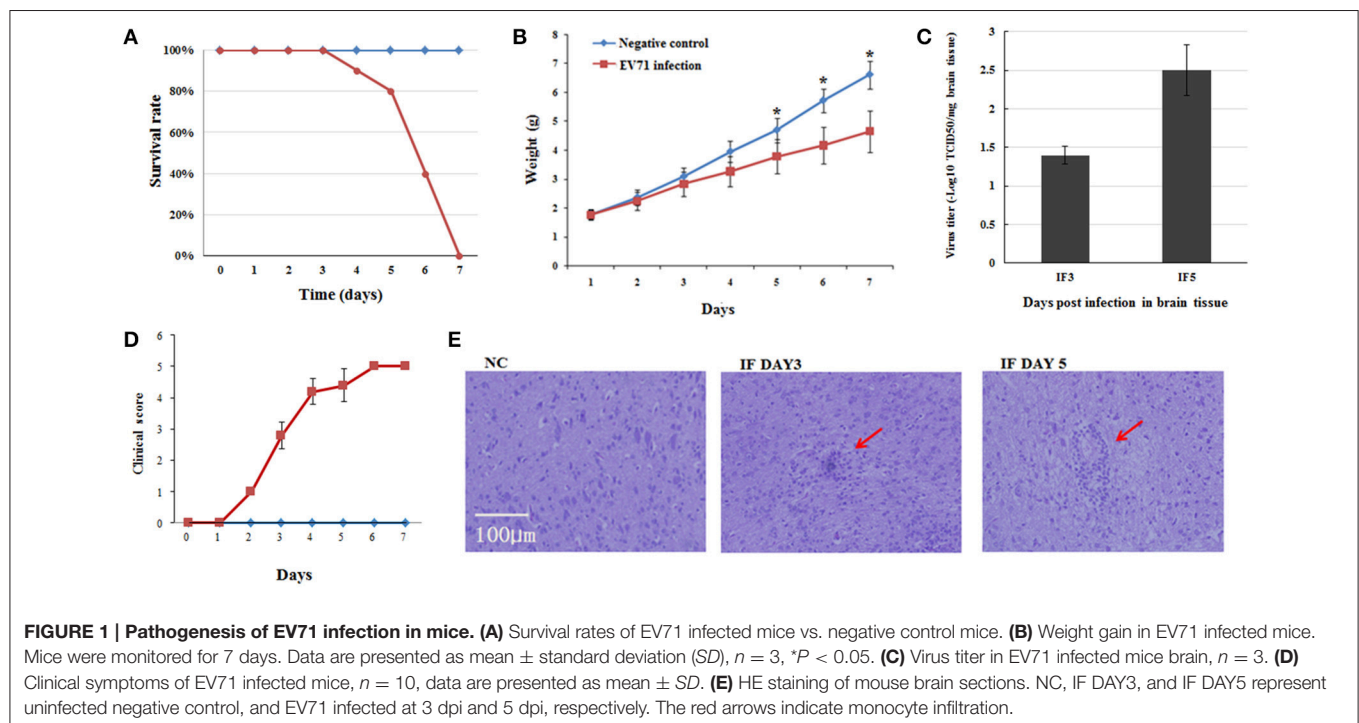 A
Survival rate
100%
80%
60%
40%
20%
0%
0 1 2 3 4 5 6 7
Time (days)
B
Negative control
EV71 infection
Weight (g)
8
7
6
5
4
3
2
1
0
* * *
1 2 3 4 5 6 7
Days
C
Virus titer (-Log10 TCID50/mg brain tissue)
3
2.5
2
1.5
1
0.5
0
IF3 IF5
Days post infection in brain tissue
D
Clinical score
6
5
4
3
2
1
0
0 1 2 3 4 5 6 7
Days
E
NC
IF DAY3
IF DAY 5
100μm
FIGURE 1 | Pathogenesis of EV71 infection in mice. (A) Survival rates of EV71 infected mice vs. negative control mice. (B) Weight gain in EV71 infected mice.
Mice were monitored for 7 days. Data are presented as mean ± standard deviation (SD), n = 3, *P < 0.05. (C) Virus titer in EV71 infected mice brain, n = 3. (D)
Clinical symptoms of EV71 infected mice, n = 10, data are presented as mean ± SD. (E) HE staining of mouse brain sections. NC, IF DAY3, and IF DAY5 represent
uninfected negative control, and EV71 infected at 3 dpi and 5 dpi, respectively. The red arrows indicate monocyte infiltration.